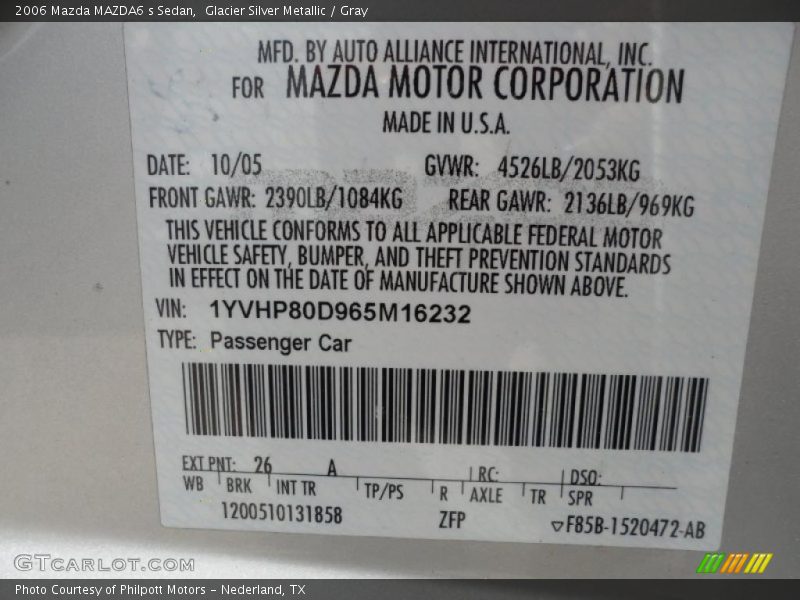 2006 Mazda MAZDA6 s Sedan, Glacier Silver Metallic / Gray
MFD. BY AUTO ALLIANCE INTERNATIONAL, INC.
FOR MAZDA MOTOR CORPORATION
MADE IN U.S.A.
DATE: 10/05 GVWR: 4526LB/2053KG
FRONT GAWR: 2390LB/1084KG REAR GAWR: 2136LB/969KG
THIS VEHICLE CONFORMS TO ALL APPLICABLE FEDERAL MOTOR
VEHICLE SAFETY, BUMPER, AND THEFT PREVENTION STANDARDS
IN EFFECT ON THE DATE OF MANUFACTURE SHOWN ABOVE.
VIN: 1YVHP80D965M16232
TYPE: Passenger Car
EXT PNT: 26 A RC: DSO:
WB BRK INT TR TP/PS R AXLE TR SPR
1200510131858 ZFP F85B-1520472-AB
GTCARLOT.COM
Photo Courtesy of Philpott Motors - Nederland, TX